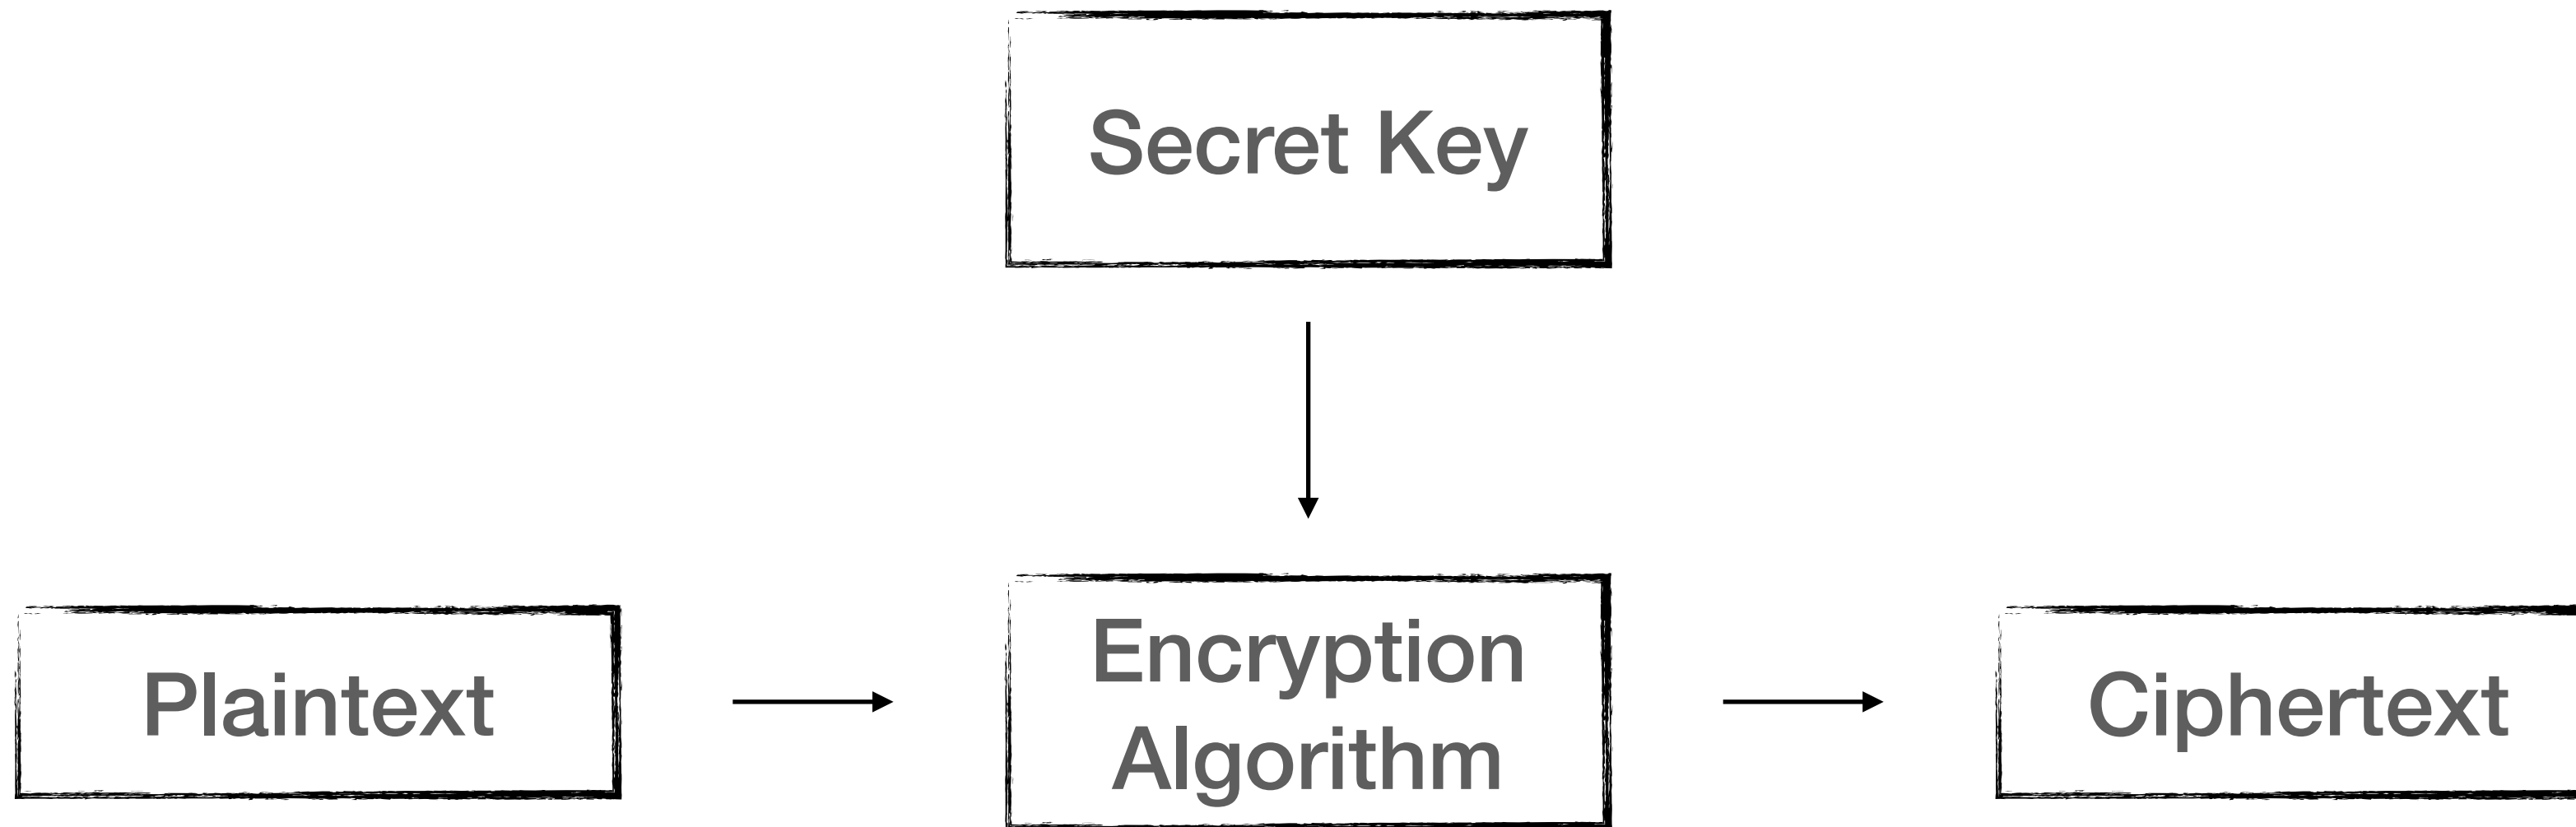 Secret Key
Plaintext
Encryption
Algorithm
Ciphertext